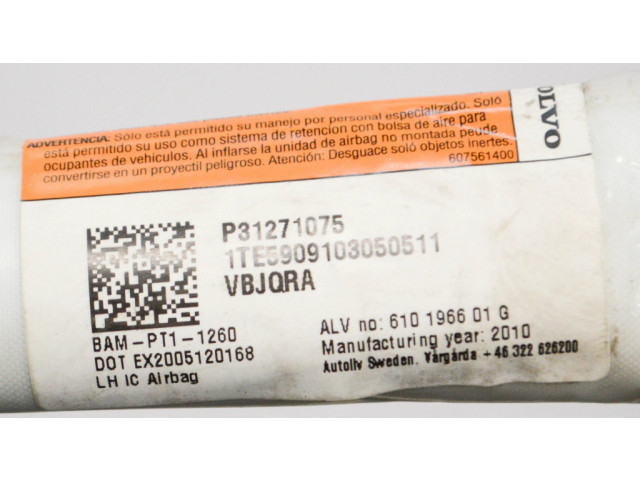 ADVERTENCIA: Sólo está permitido su manejo por personal especializado. Soló
está permitido su uso como sistema de retencion con bolsa de aire para
ocupantes de vehiculos. Al inflarse la unidad de airbag no montada peude
convertirse en un proyectil peligroso. Atención: Desguace soló objetos inertes.
607561400
VOLVO
P31271075
1TE5909103050511
VBJQRA
BAM-PT1-1260
DOT EX2005120168
LH IC Airbag
ALV no: 610 1966 01 G
Manufacturing year: 2010
Autoliv Sweden. Vårgårda + 46 322 626200